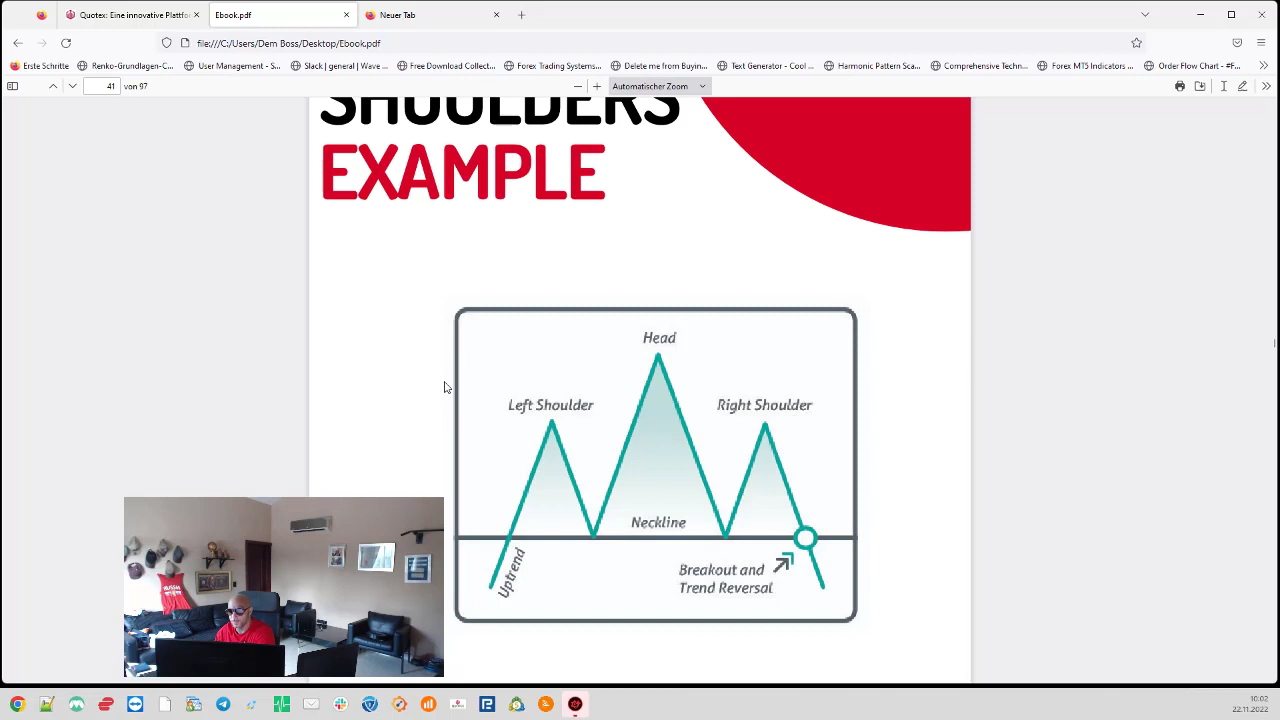 Quotex: Eine innovative Plattfo
Ebook.pdf
Neuer Tab
file:///C:/Users/Dem Boss/Desktop/Ebook.pdf
Erste Schritte
Renko-Grundlagen-C...
User Management - S...
Slack | general | Wave ...
Free Download Collect...
Forex Trading Systems...
Delete me from Buyin...
Text Generator - Cool ...
Harmonic Pattern Sca...
Comprehensive Techn...
Forex MT5 Indicators ...
Order Flow Chart - #F...
41 von 97
Automatischer Zoom
SHOULDERS
EXAMPLE
Head
Left Shoulder
Right Shoulder
Neckline
Uptrend
Breakout and
Trend Reversal
10:02
22.11.2022